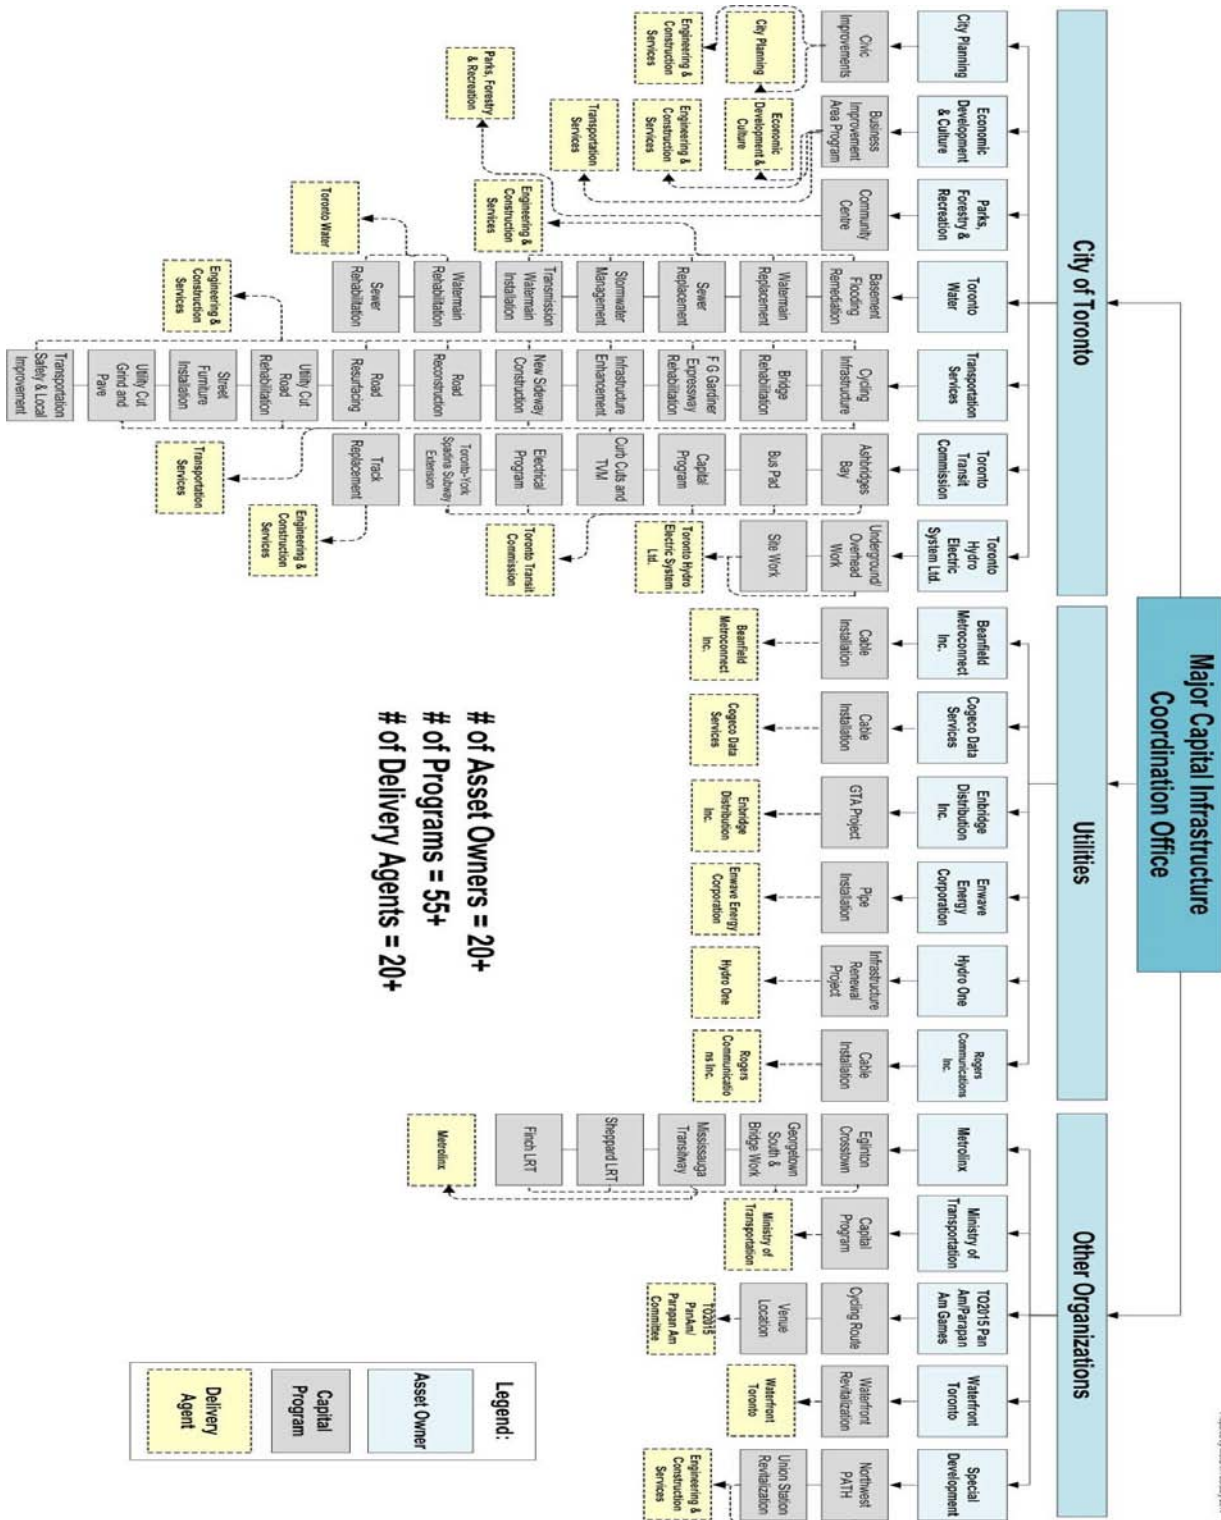 Major Capital Infrastructure
Coordination Office
City of Toronto
Utilities
Other Organizations
City Planning
Economic
Development
& Culture
Parks,
Forestry &
Recreation
Toronto
Water
Transportation
Services
Toronto
Transit
Commission
Toronto
Hydro
Electric
System Ltd.
Beanfield
Metroconnect
Inc.
Cogeco Data
Services
Enbridge
Distribution
Inc.
Enwave
Energy
Corporation
Hydro One
Rogers
Communications
Inc.
Metrolinx
Ministry of
Transportation
TO2015 Pan
Am/Parapan
Am Games
Waterfront
Toronto
Special
Development
Civic
Improvements
Business
Improvement
Area Program
Community
Centre
Basement
Flooding
Remediation
Cycling
Infrastructure
Ashbridges
Bay
Underground/
Overhead
Work
Cable
Installation
Cable
Installation
GTA Project
Pipe
Installation
Infrastructure
Renewal
Project
Cable
Installation
Eglinton
Crosstown
Capital
Program
Cycling Route
Waterfront
Revitalization
Northwest
PATH
City Planning
Economic
Development &
Culture
Watermain
Replacement
Bridge
Rehabilitation
Bus Pad
Site Work
Beanfield
Metroconnect
Inc.
Cogeco Data
Services
Enbridge
Distribution
Inc.
Enwave Energy
Corporation
Hydro One
Rogers
Communicatio
ns Inc.
Georgetown
South &
Bridge Work
Ministry of
Transportation
Venue
Location
Waterfront
Toronto
Union Station
Revitalization
Engineering &
Construction
Services
Engineering &
Construction
Services
Sewer
Replacement
F G Gardiner
Expressway
Rehabilitation
Capital
Program
Toronto Hydro
Electric System
Ltd.
Mississauga
Transitway
TO2015
PanAm/
Parapan Am
Committee
Engineering &
Construction
Services
Transportation
Services
Stormwater
Management
Infrastructure
Enhancement
Curb Cuts and
TVM
Sheppard LRT
Parks, Forestry
& Recreation
Engineering &
Construction
Services
Transmission
Watermain
Installation
New Sideway
Construction
Electrical
Program
Toronto Transit
Commission
Finch LRT
Watermain
Rehabilitation
Road
Reconstruction
Toronto-York
Spadina Subway
Extension
Metrolinx
Toronto Water
Sewer
Rehabilitation
Road
Resurfacing
Track
Replacement
Engineering &
Construction
Services
Utility Cut
Road
Rehabilitation
Engineering &
Construction
Services
Street
Furniture
Installation
Transportation
Services
Utility Cut
Grind and
Pave
Transportation
Safety & Local
Improvement
# of Asset Owners = 20+
# of Programs = 55+
# of Delivery Agents = 20+
Legend:
Asset Owner
Capital
Program
Delivery
Agent